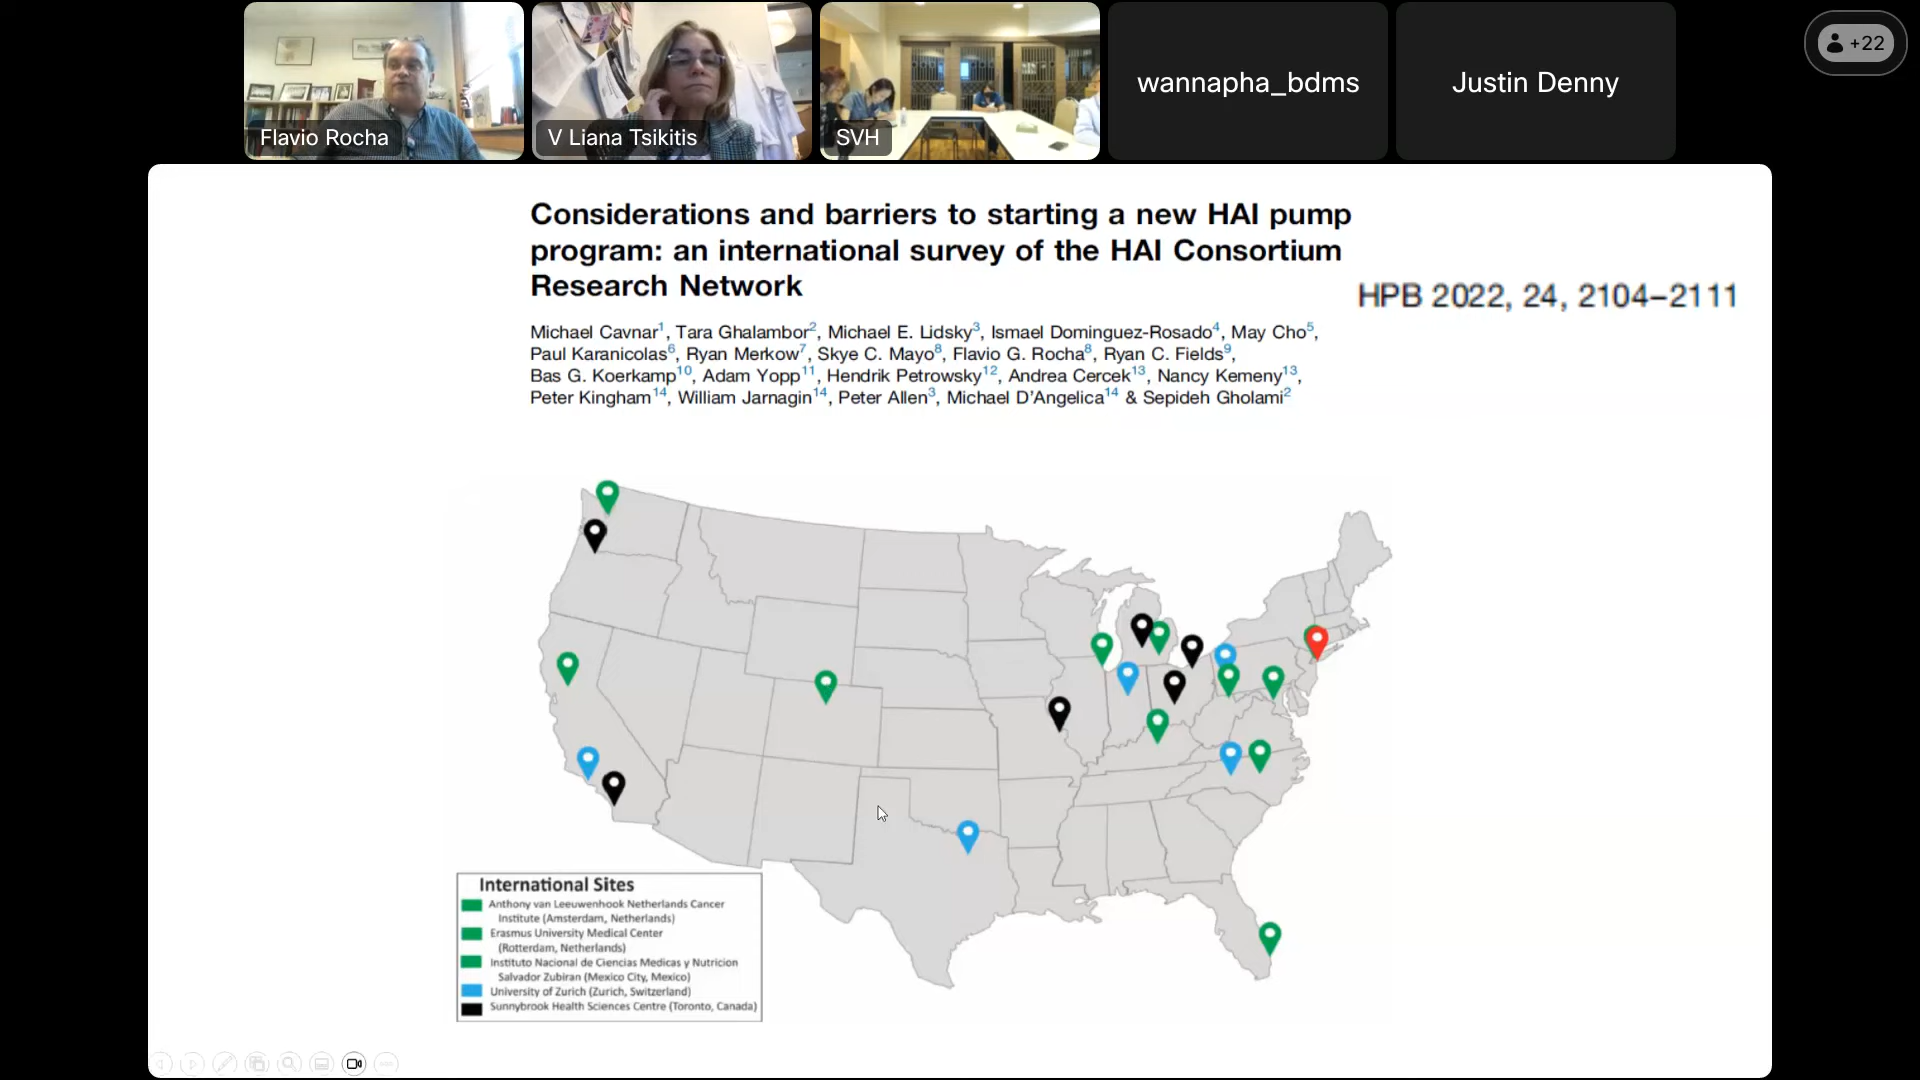 Flavio Rocha
V Liana Tsikitis
SVH
wannapha_bdms
Justin Denny
+22
Considerations and barriers to starting a new HAI pump
program: an international survey of the HAI Consortium
Research Network
HPB 2022, 24, 2104–2111
Michael Cavnar1, Tara Ghalambor2, Michael E. Lidsky3, Ismael Dominguez-Rosado4, May Cho5,
Paul Karanicolas6, Ryan Merkow7, Skye C. Mayo8, Flavio G. Rocha8, Ryan C. Fields9,
Bas G. Koerkamp10, Adam Yopp11, Hendrik Petrowsky12, Andrea Cercek13, Nancy Kemeny13,
Peter Kingham14, William Jarnagin14, Peter Allen3, Michael D'Angelica14 & Sepideh Gholami2
International Sites
Anthony van Leeuwenhook Netherlands Cancer
Institute (Amsterdam, Netherlands)
Erasmus University Medical Center
(Rotterdam, Netherlands)
Instituto Nacional de Ciencias Medicas y Nutricion
Salvador Zubiran (Mexico City, Mexico)
University of Zurich (Zurich, Switzerland)
Sunnybrook Health Sciences Centre (Toronto, Canada)